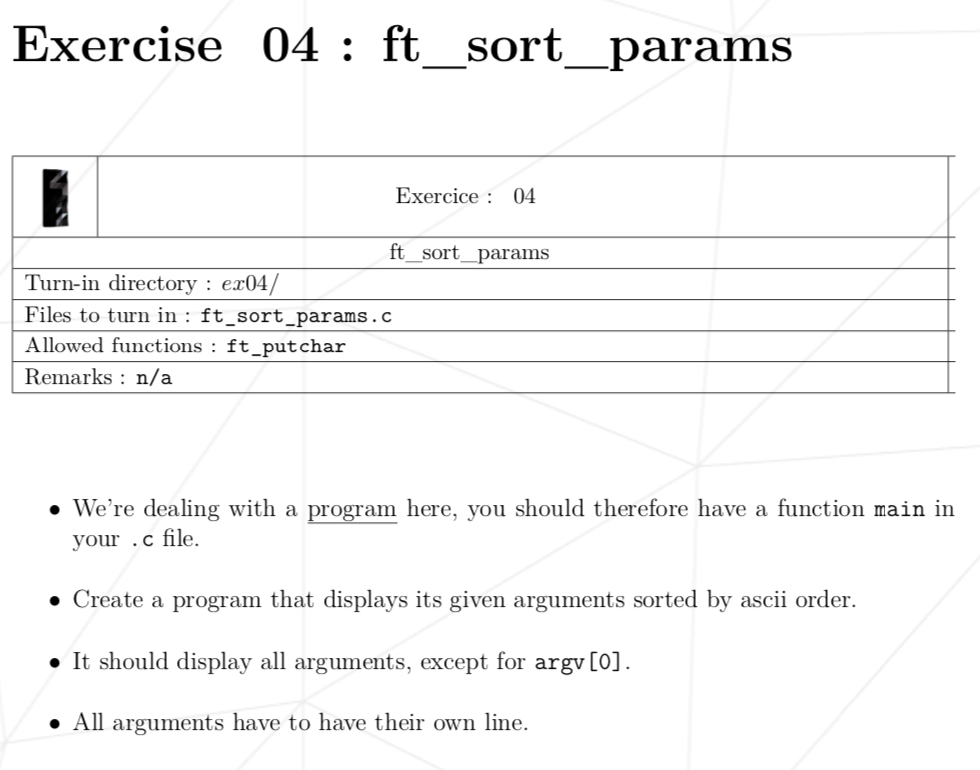 Exercise 04 : ft_sort_params
Exercice : 04
ft_sort_params
Turn-in directory : ex04/
Files to turn in : ft_sort_params.c
Allowed functions : ft_putchar
Remarks : n/a
• We're dealing with a program here, you should therefore have a function main in
your .c file.
• Create a program that displays its given arguments sorted by ascii order.
• It should display all arguments, except for argv[0].
• All arguments have to have their own line.